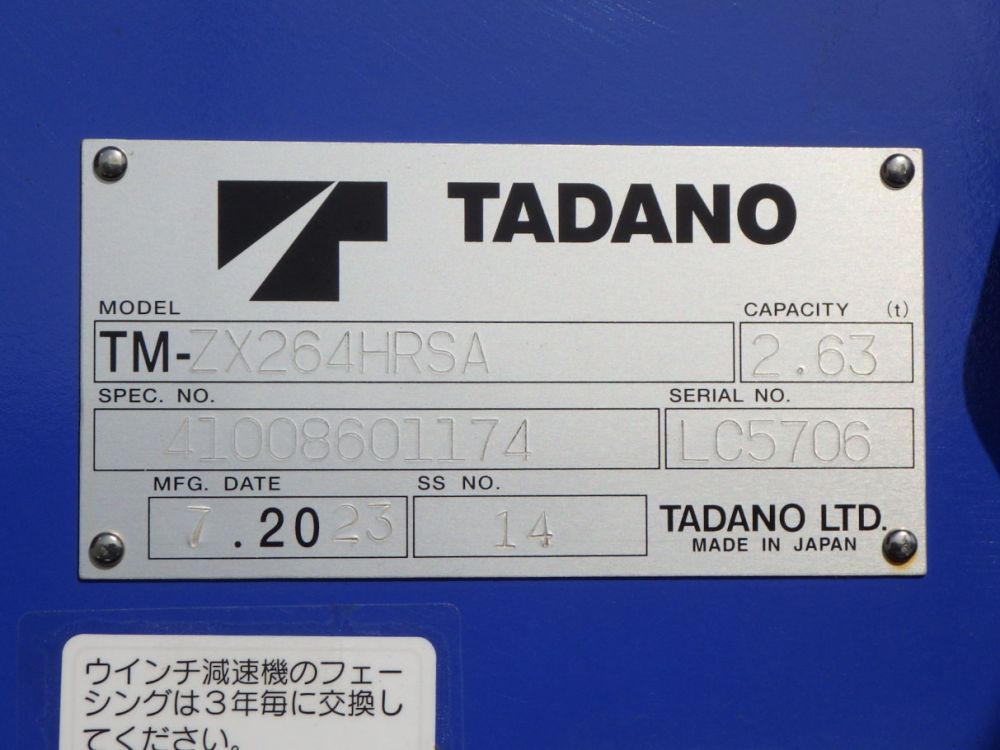 TADANO
MODEL
CAPACITY (t)
TM-ZX264HRSA
2.63
SPEC. NO.
SERIAL NO.
41008601174
LC5706
MFG. DATE
SS NO.
7.2023
14
TADANO LTD.
MADE IN JAPAN
ウインチ減速機のフェー
シングは3年毎に交換し
てください。